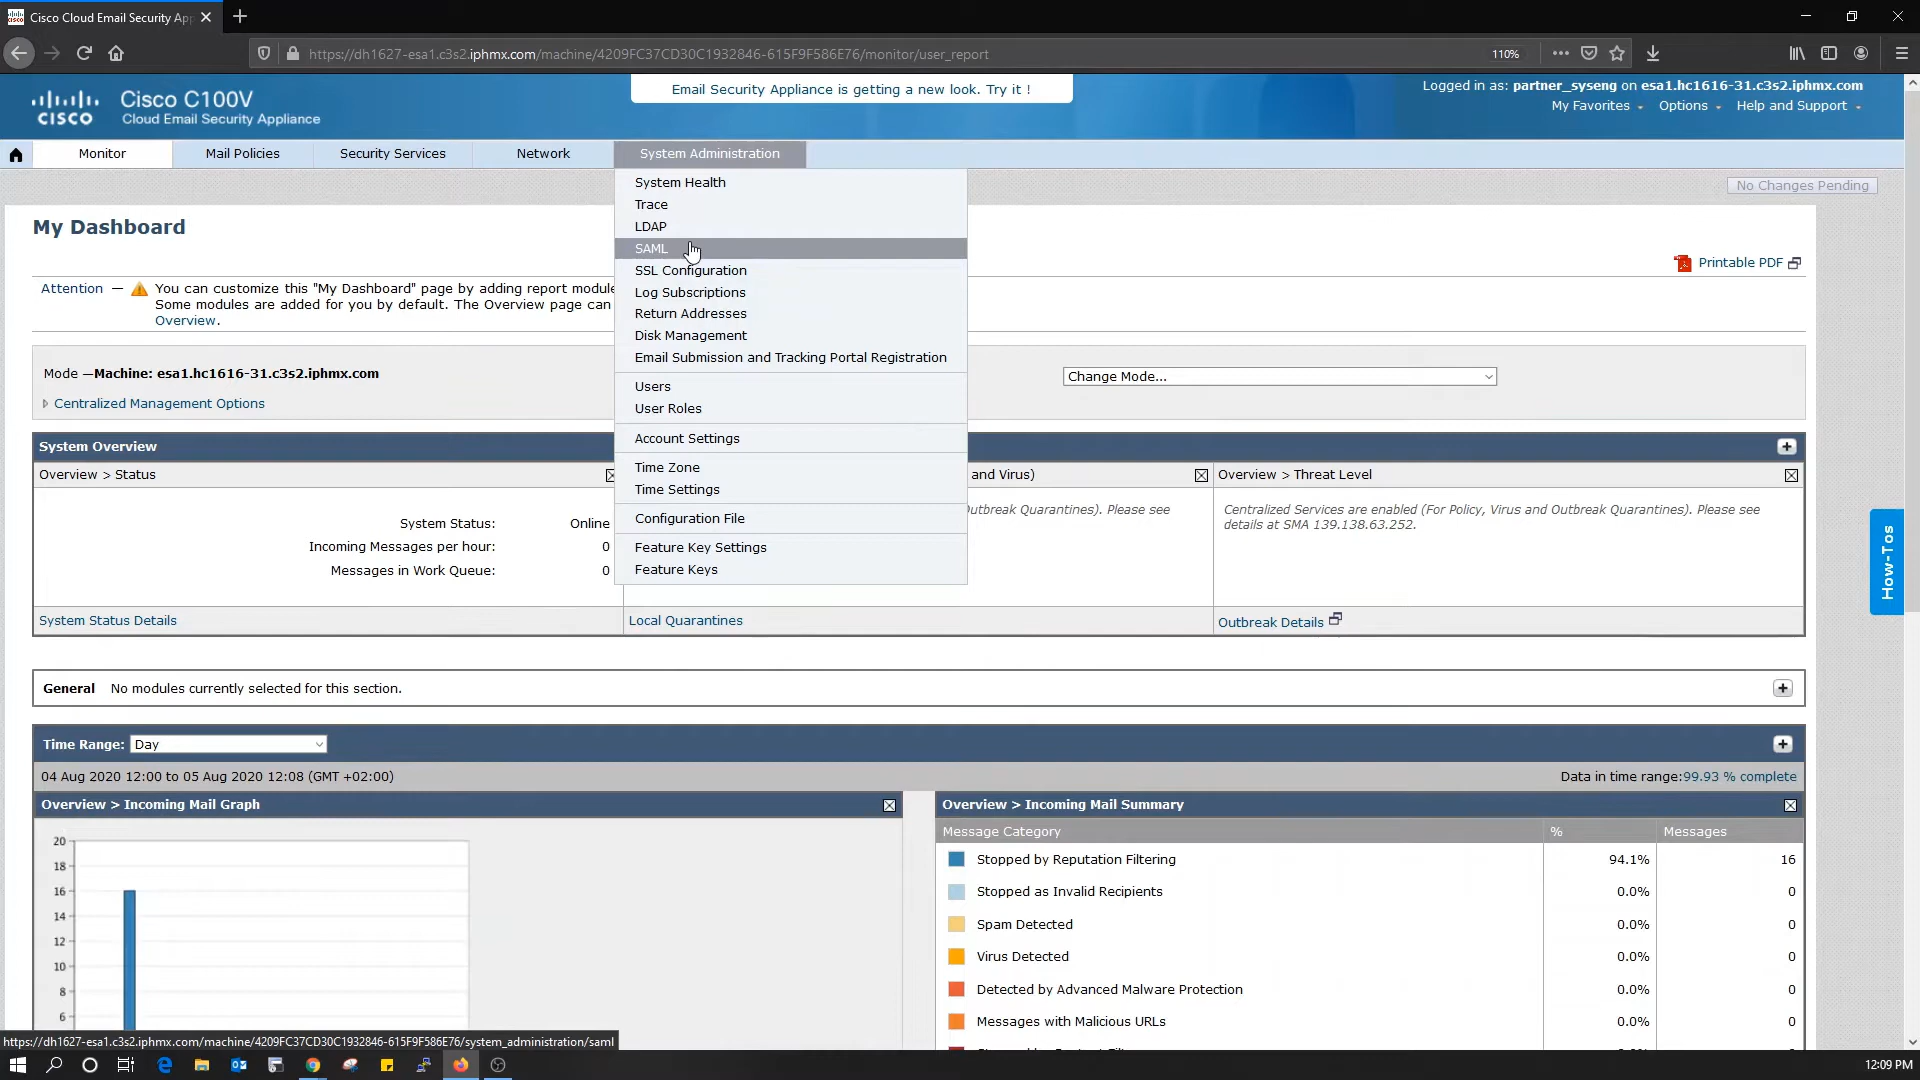 Cisco Cloud Email Security App
https://dh1627-esa1.c3s2.iphmx.com/machine/4209FC37CD30C1932846-615F9F586E76/monitor/user_report
110%
cisco
Cisco C100V
Cloud Email Security Appliance
Email Security Appliance is getting a new look. Try it !
Logged in as: partner_syseng on esa1.hc1616-31.c3s2.iphmx.com
My Favorites Options Help and Support
Monitor
Mail Policies
Security Services
Network
System Administration
No Changes Pending
System Health
Trace
LDAP
SAML
SSL Configuration
Log Subscriptions
Return Addresses
Disk Management
Email Submission and Tracking Portal Registration
Users
User Roles
Account Settings
Time Zone
Time Settings
Configuration File
Feature Key Settings
Feature Keys
My Dashboard
Printable PDF
Attention — You can customize this "My Dashboard" page by adding report module
Some modules are added for you by default. The Overview page can
Overview.
Mode —Machine: esa1.hc1616-31.c3s2.iphmx.com
Change Mode...
Centralized Management Options
System Overview
Overview > Status
and Virus)
Overview > Threat Level
System Status: Online
Incoming Messages per hour: 0
Messages in Work Queue: 0
Outbreak Quarantines). Please see
Centralized Services are enabled (For Policy, Virus and Outbreak Quarantines). Please see
details at SMA 139.138.63.252.
System Status Details
Local Quarantines
Outbreak Details
How-Tos
General No modules currently selected for this section.
Time Range: Day
04 Aug 2020 12:00 to 05 Aug 2020 12:08 (GMT +02:00)
Data in time range:99.93 % complete
Overview > Incoming Mail Graph
20
18
16
14
12
10
8
6
Overview > Incoming Mail Summary
Message Category % Messages
Stopped by Reputation Filtering 94.1% 16
Stopped as Invalid Recipients 0.0% 0
Spam Detected 0.0% 0
Virus Detected 0.0% 0
Detected by Advanced Malware Protection 0.0% 0
Messages with Malicious URLs 0.0% 0
https://dh1627-esa1.c3s2.iphmx.com/machine/4209FC37CD30C1932846-615F9F586E76/system_administration/saml
12:09 PM